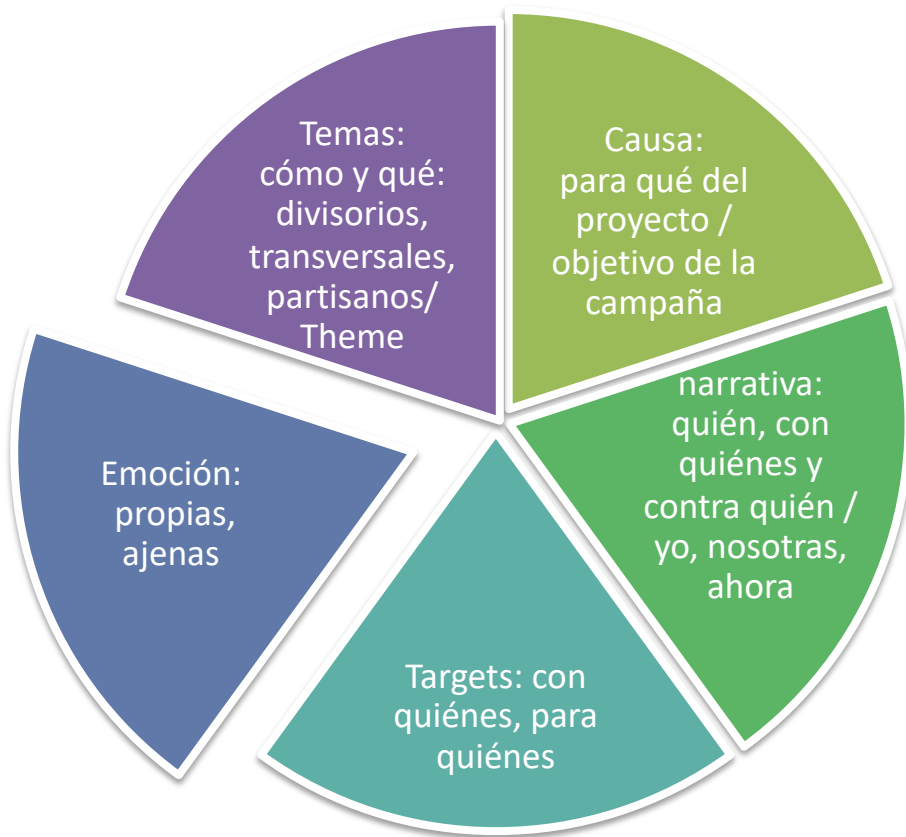 Temas:
cómo y qué:
divisorios,
transversales,
partisanos/
Theme
Causa:
para qué del
proyecto /
objetivo de la
campaña
narrativa:
quién, con
quiénes y
contra quién /
yo, nosotras,
ahora
Targets: con
quiénes, para
quiénes
Emoción:
propias,
ajenas